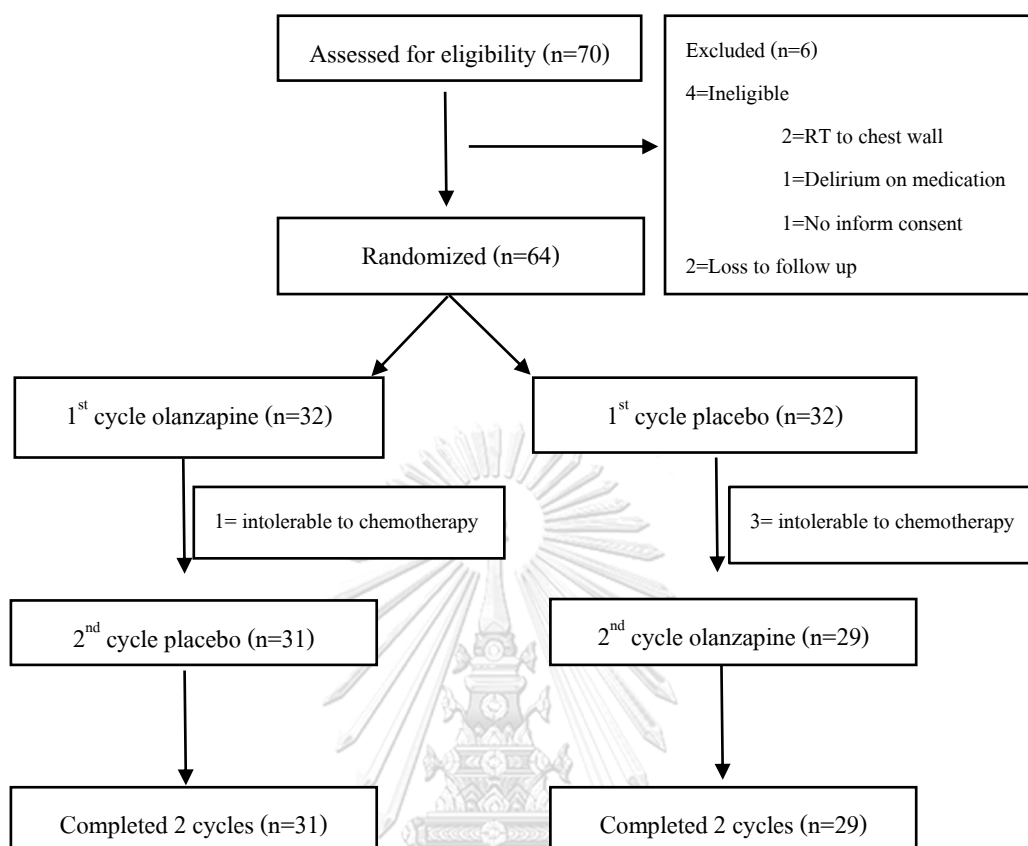 Assessed for eligibility (n=70)
Excluded (n=6)
4=Ineligible
2=RT to chest wall
1=Delirium on medication
1=No inform consent
2=Loss to follow up
Randomized (n=64)
1st cycle olanzapine (n=32)
1st cycle placebo (n=32)
1= intolerable to chemotherapy
3= intolerable to chemotherapy
2nd cycle placebo (n=31)
2nd cycle olanzapine (n=29)
Completed 2 cycles (n=31)
Completed 2 cycles (n=29)